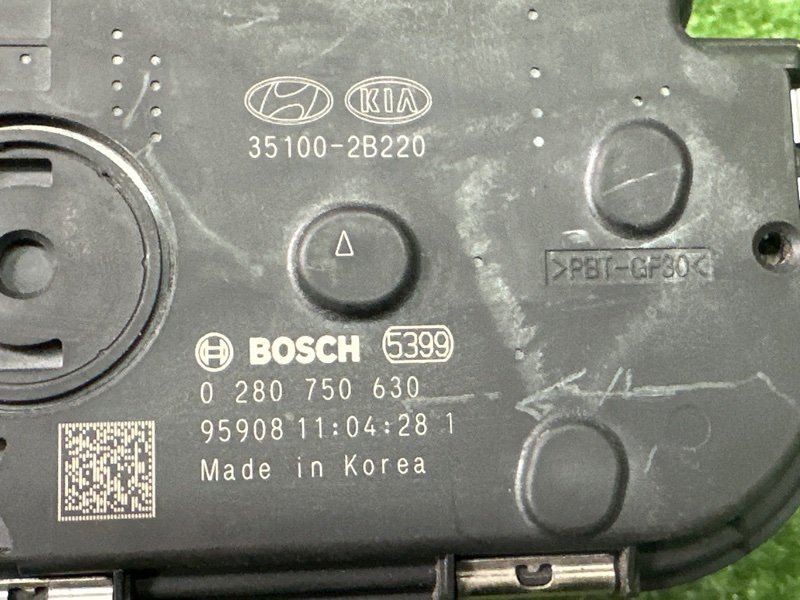 KIA
35100-2B220
Δ
>PBT-GF30<
BOSCH 5399
0 280 750 630
95908 11:04:28 1
Made in Korea